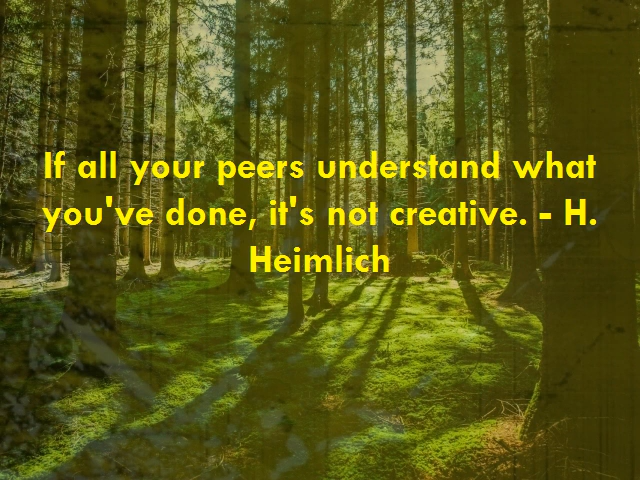 If all your peers understand what
you've done, it's not creative. - H.
Heimlich